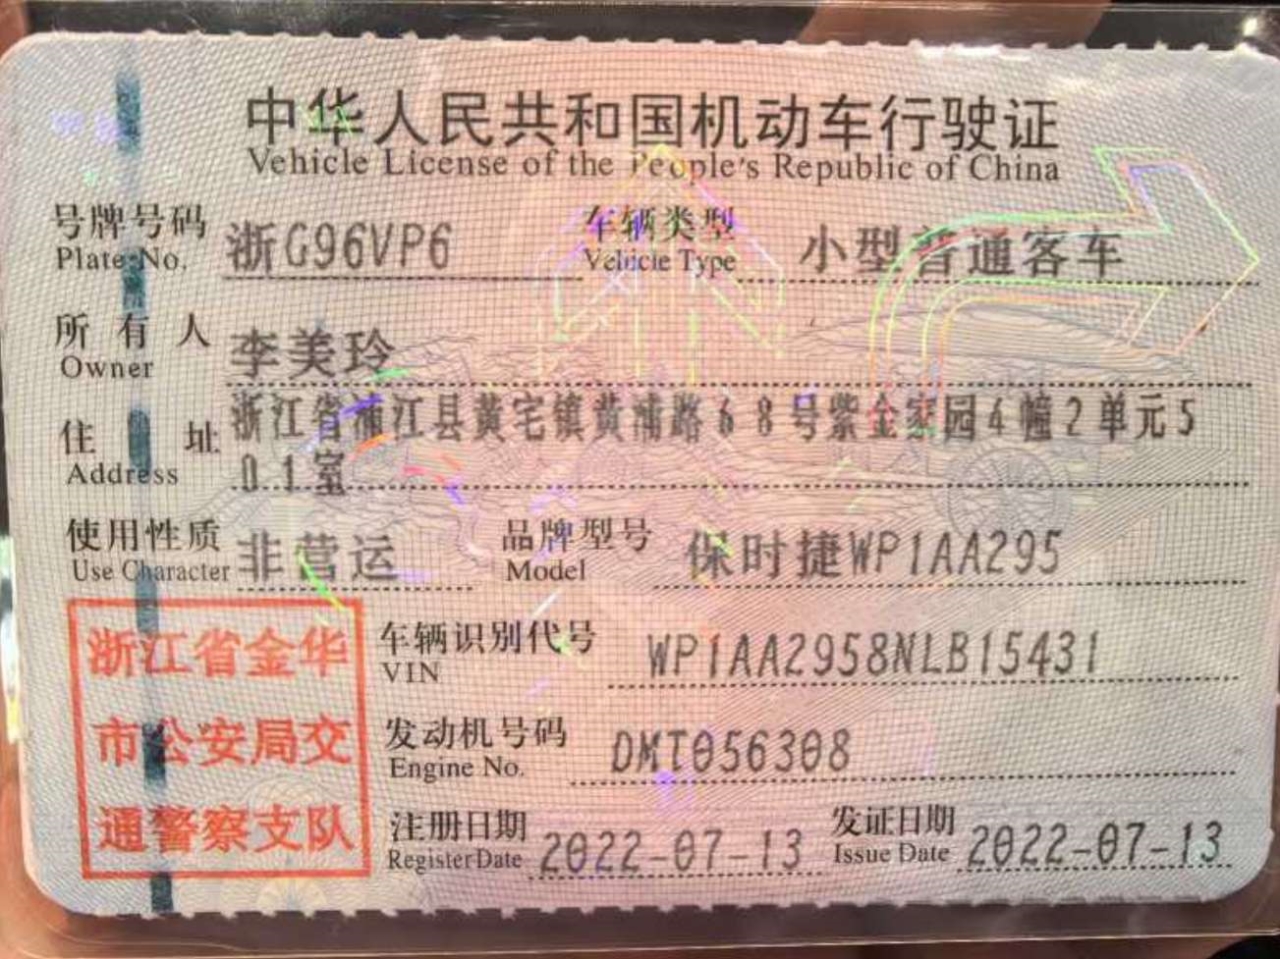 中华人民共和国机动车行驶证
Vehicle License of the People's Republic of China
号牌号码 浙G96VP6 车辆类型 小型普通客车
Plate No. Vehicle Type
所有人 李美玲
Owner
住址 浙江省浦江县黄宅镇黄浦路68号紫金家园4幢2单元5
Address 01室
使用性质 非营运 品牌型号 保时捷WP1AA295
Use Character Model
浙江省金华
市公安局交
通警察支队
车辆识别代号 WP1AA2958NLB15431
VIN
发动机号码 DMT056308
Engine No.
注册日期 2022-07-13 发证日期 2022-07-13
Register Date Issue Date